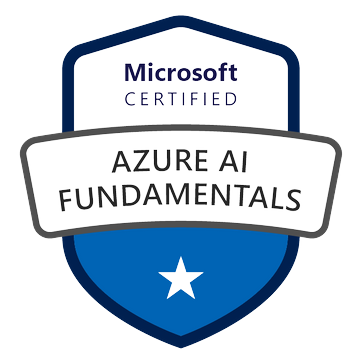 Microsoft
CERTIFIED
AZURE AI
FUNDAMENTALS